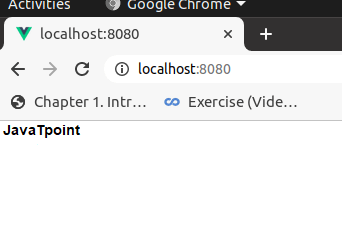 Activities Google Chrome
localhost:8080
localhost:8080
Chapter 1. Intr… Exercise (Vide…
JavaTpoint